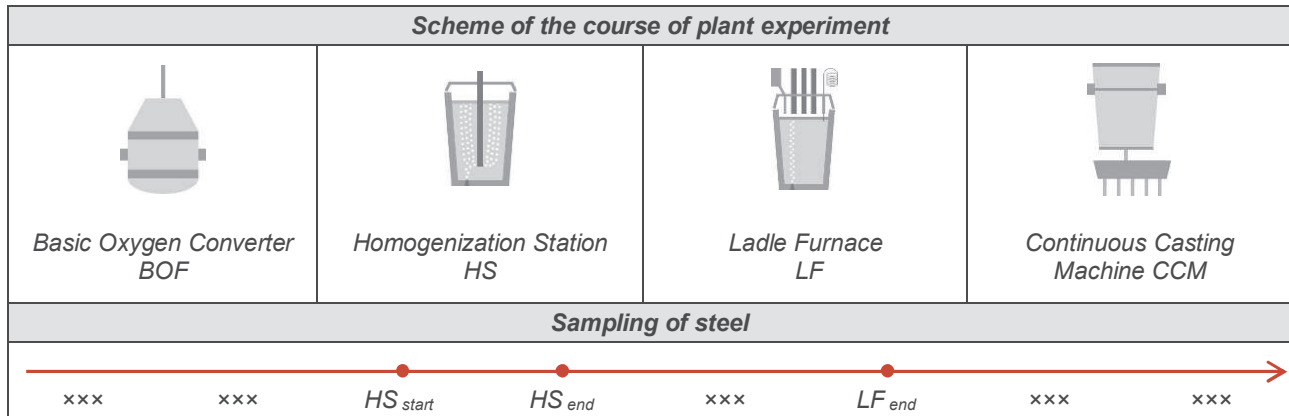 Scheme of the course of plant experiment
Basic Oxygen Converter
BOF
Homogenization Station
HS
Ladle Furnace
LF
Continuous Casting
Machine CCM
Sampling of steel
××× ××× HS start HS end ××× LF end ××× ×××